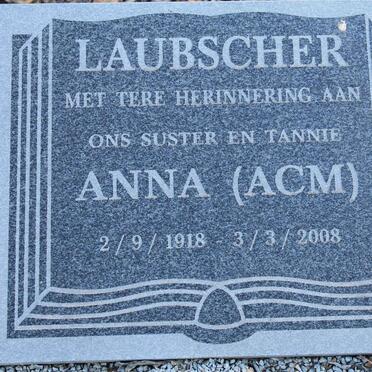 LAUBSCHER
MET TERE HERINNERING AAN
ONS SUSTER EN TANNIE
ANNA (ACM)
2/9/1918 - 3/3/2008